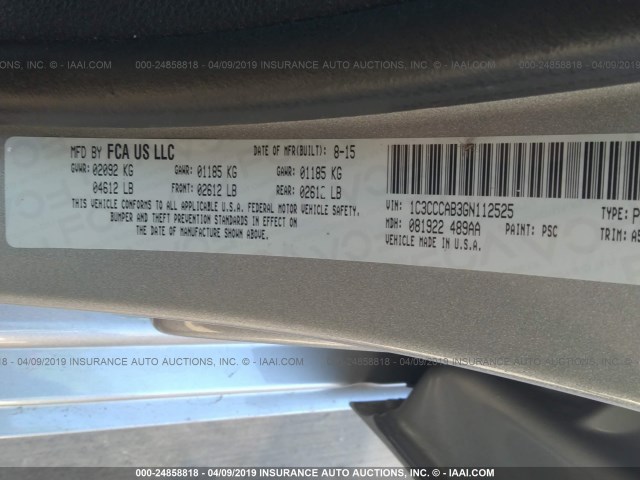 TO AUCTIONS, INC. - IAAI.COM
000-24858818 - 04/09/2019 INSURANCE AUTO AUCTIONS, INC. - IAAI.COM
000-24858818 - 04/09/2019 INSURANCE
MFD BY FCA US LLC DATE OF MFR(BUILT): 8-15
GVWR: 02092 KG GAWR: 01185 KG GAWR: 01185 KG
04612 LB FRONT: 02612 LB REAR: 02612 LB
THIS VEHICLE CONFORMS TO ALL APPLICABLE U.S.A. FEDERAL MOTOR VEHICLE SAFETY,
BUMPER AND THEFT PREVENTION STANDARDS IN EFFECT ON
THE DATE OF MANUFACTURE SHOWN ABOVE.
VIN: 1C3CCCAB3GN112525 TYPE: P
MDH: 081922 489AA PAINT: PSC TRIM: A5
VEHICLE MADE IN U.S.A.
818 - 04/09/2019 INSURANCE AUTO AUCTIONS, INC. - IAAI.COM
000-24858818 - 04/09/2019 INSURANCE AUTO AUCTIONS, INC. - I
000-24858818 - 04/09/2019 INSURANCE AUTO AUCTIONS, INC. - IAAI.COM